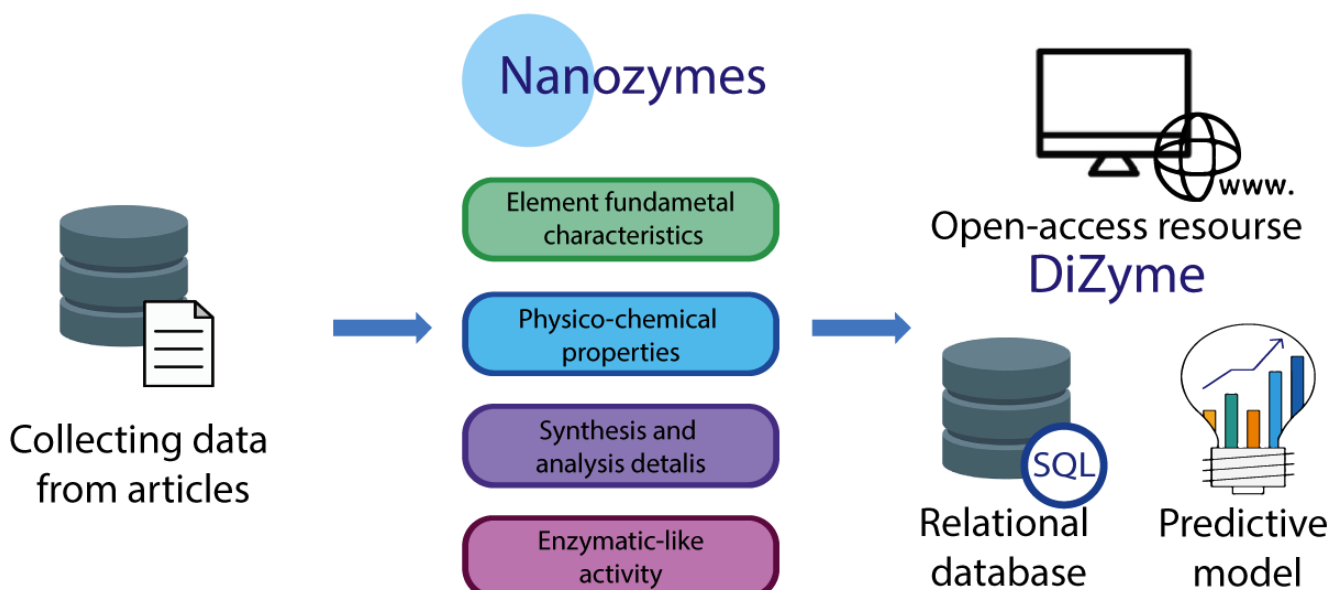 Collecting data
from articles
Nanozymes
Element fundametal
characteristics
Physico-chemical
properties
Synthesis and
analysis detalis
Enzymatic-like
activity
www.
Open-access resourse
DiZyme
SQL
Relational
database
Predictive
model